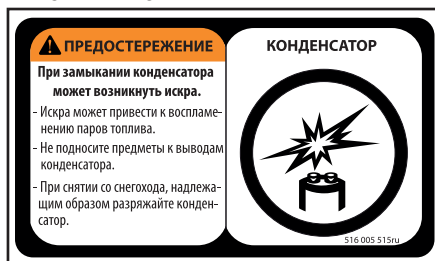 ПРЕДОСТЕРЕЖЕНИЕ
При замыкании конденсатора
может возникнуть искра.
- Искра может привести к воспламе-
нению паров топлива.
- Не подносите предметы к выводам
конденсатора.
- При снятии со снегохода, надлежа-
щим образом разряжайте конден-
сатор.
КОНДЕНСАТОР
516 005 515ru